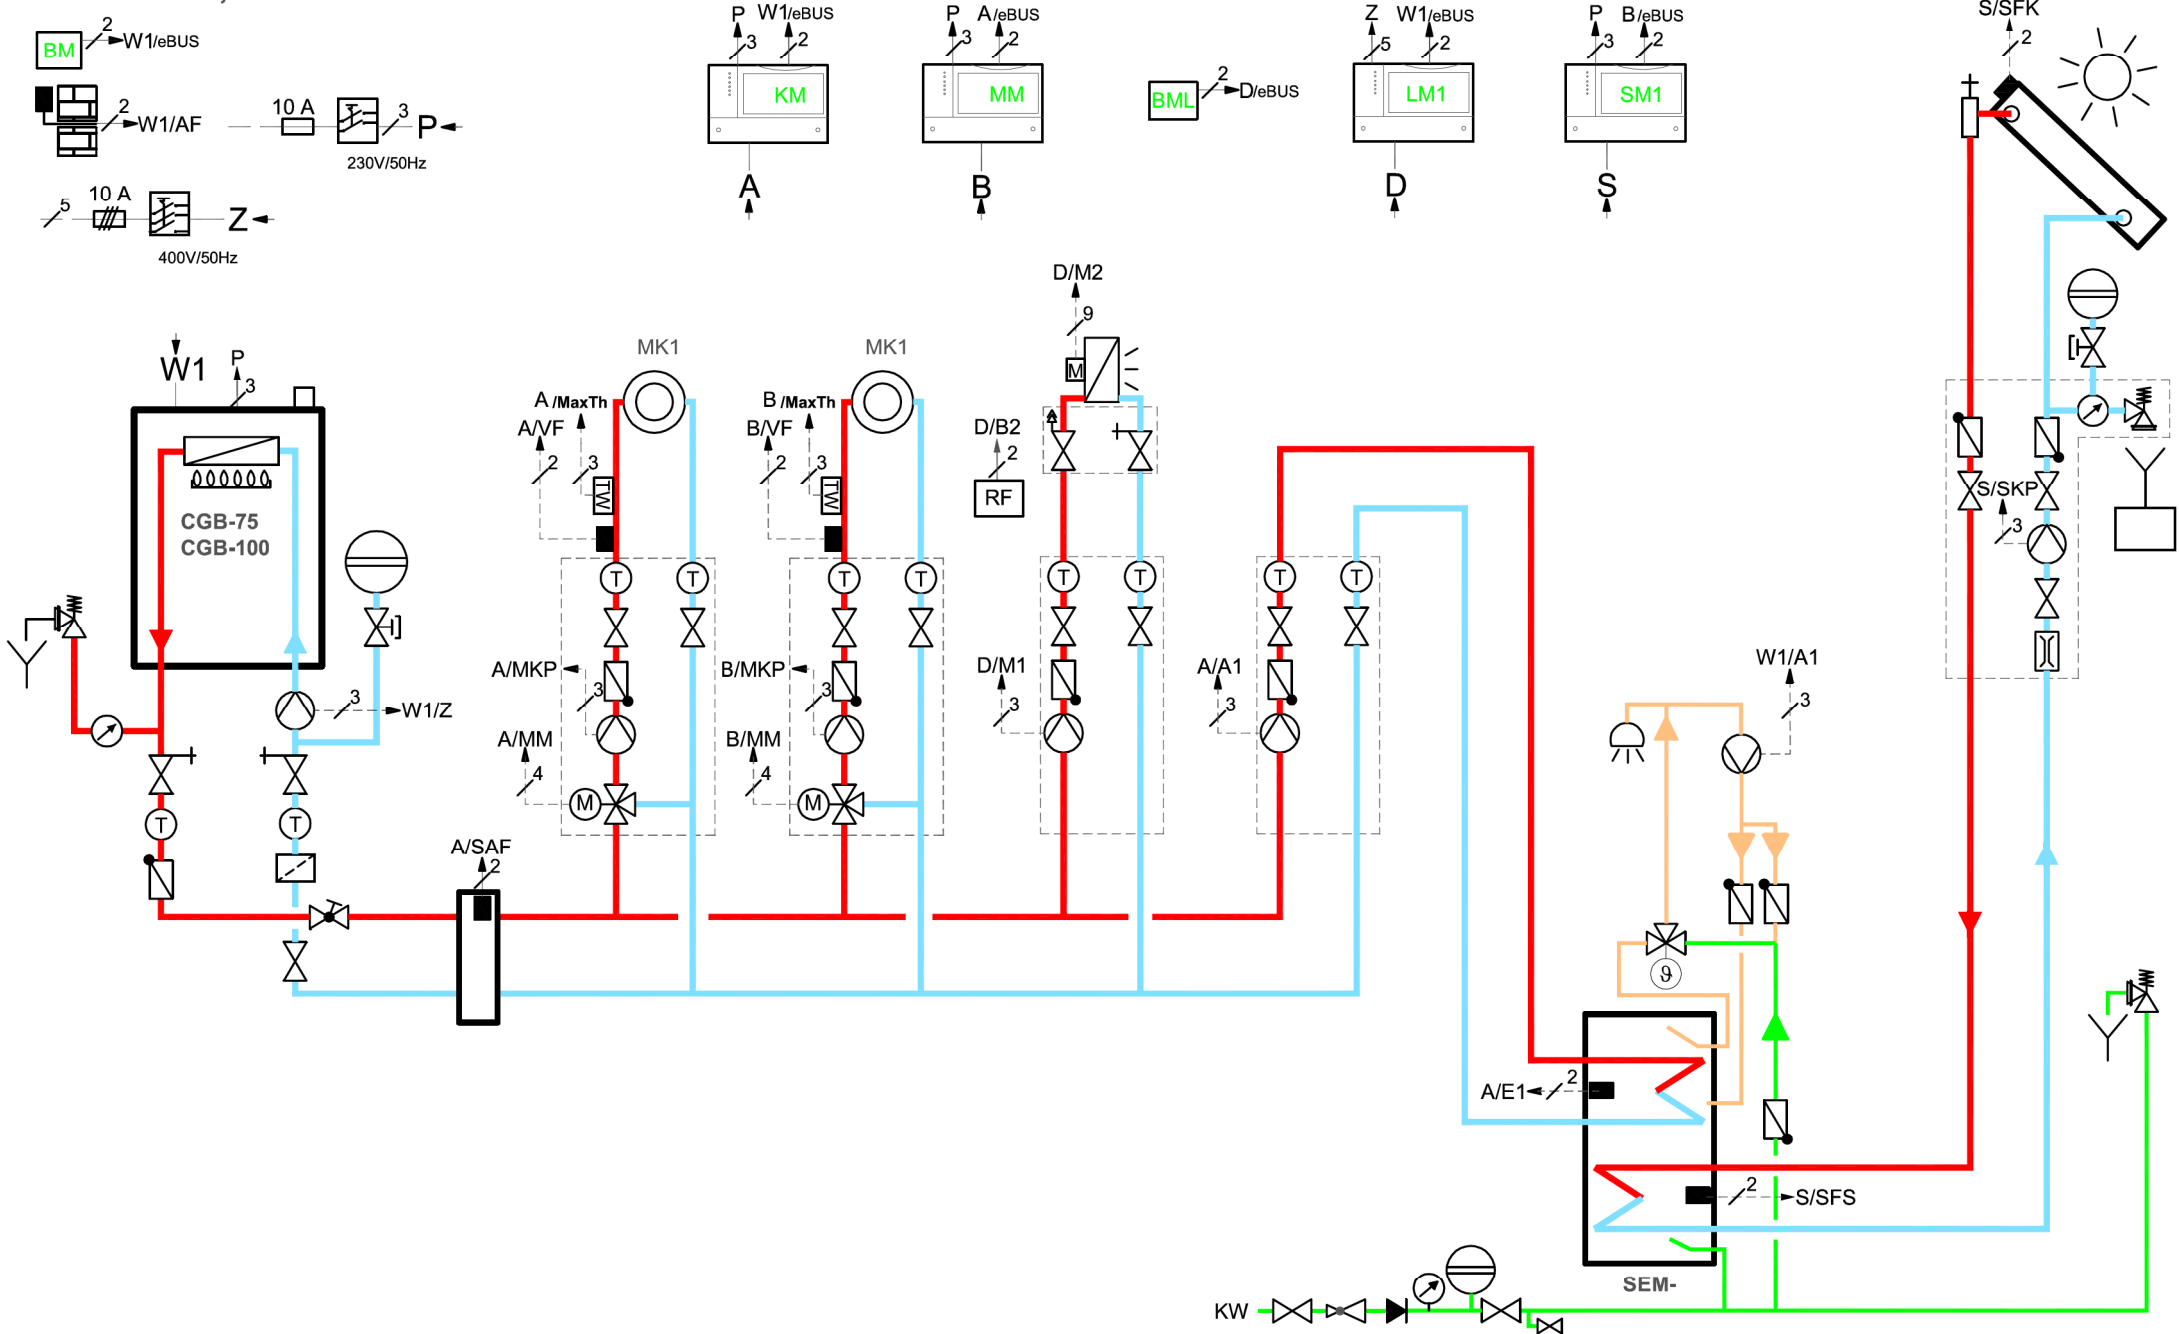 S/SFK
2
BM
2
W1/eBUS
2
W1/AF
10 A
3
P
230V/50Hz
5
10 A
Z
400V/50Hz
P
W1/eBUS
3
2
KM
A
P
A/eBUS
3
2
MM
B
BML
2
D/eBUS
Z
W1/eBUS
5
2
LM1
D
P
B/eBUS
3
2
SM1
S
W1
P
3
CGB-75
CGB-100
3
W1/Z
T
T
A/SAF
2
MK1
A /MaxTh
A/VF
2
3
TW
T
T
A/MKP
3
A/MM
4
M
MK1
B /MaxTh
B/VF
2
3
TW
T
T
B/MKP
3
B/MM
4
M
D/M2
9
M
D/B2
2
RF
T
T
D/M1
3
T
T
A/A1
3
W1/A1
3
S/SKP
3
ϑ
A/E1
2
2
S/SFS
SEM-
KW